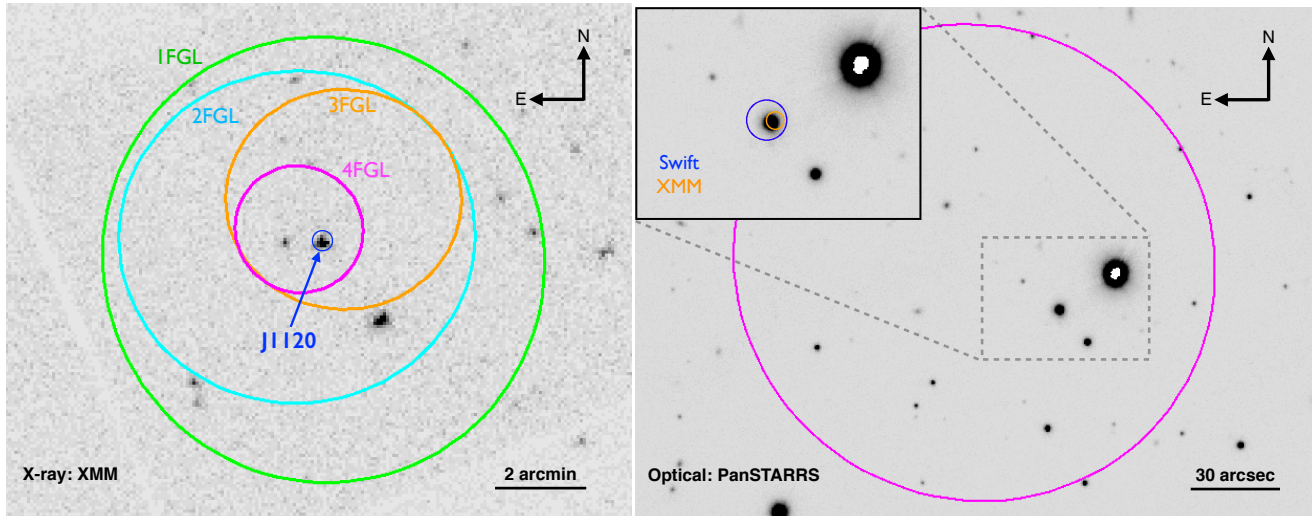 1FGL
2FGL
3FGL
4FGL
J1120
N
E
X-ray: XMM
2 arcmin
Swift
XMM
N
E
Optical: PanSTARRS
30 arcsec